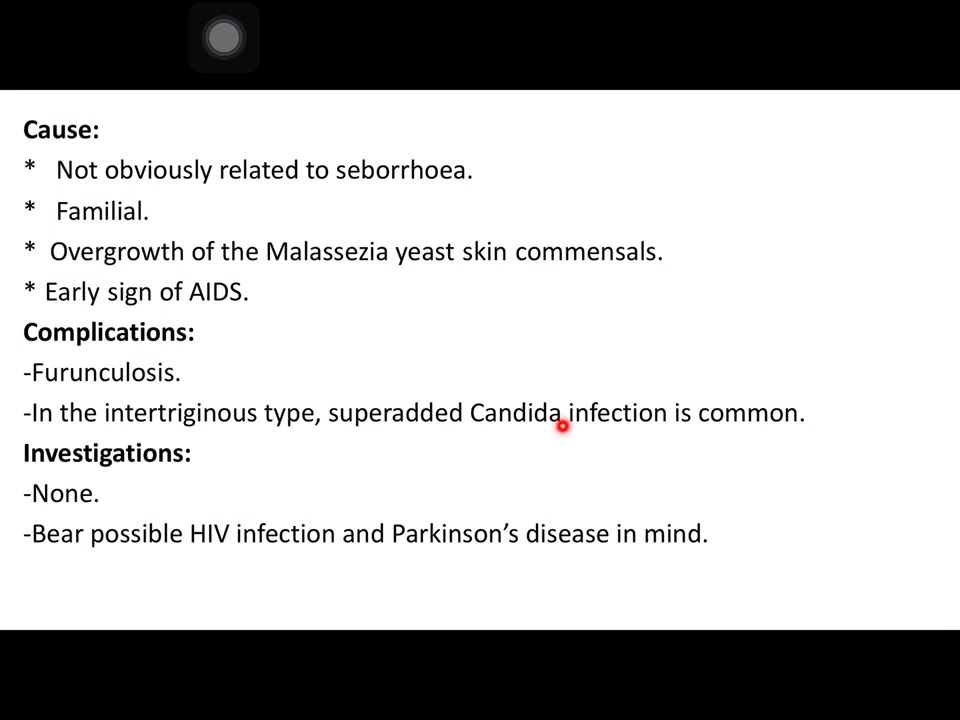 Cause:
* Not obviously related to seborrhoea.
* Familial.
* Overgrowth of the Malassezia yeast skin commensals.
* Early sign of AIDS.
Complications:
-Furunculosis.
-In the intertriginous type, superadded Candida infection is common.
Investigations:
-None.
-Bear possible HIV infection and Parkinson’s disease in mind.